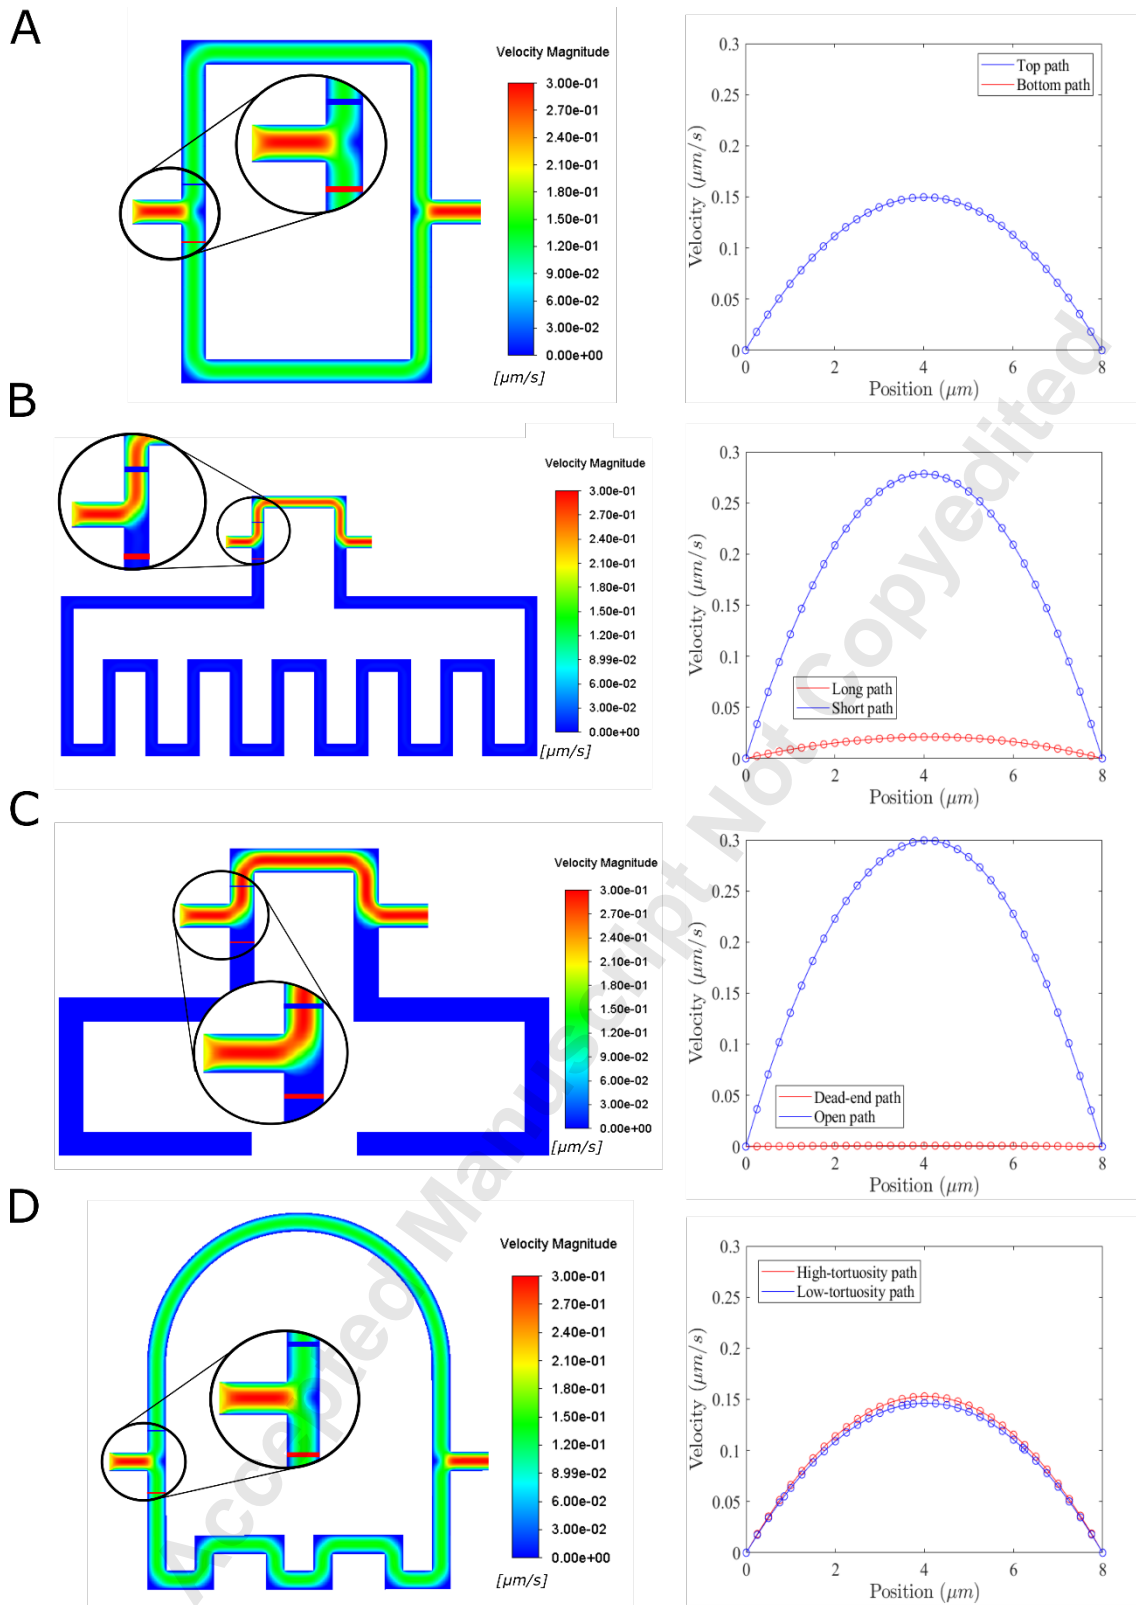 A
Velocity Magnitude
3.00e-01
2.70e-01
2.40e-01
2.10e-01
1.80e-01
1.50e-01
1.20e-01
9.00e-02
6.00e-02
3.00e-02
0.00e+00
[μm/s]
0.3
0.25
0.2
0.15
0.1
0.05
0
Velocity (μm/s)
Top path
Bottom path
0 2 4 6 8
Position (μm)
B
Velocity Magnitude
3.00e-01
2.70e-01
2.40e-01
2.10e-01
1.80e-01
1.50e-01
1.20e-01
8.99e-02
6.00e-02
3.00e-02
0.00e+00
[μm/s]
0.3
0.25
0.2
0.15
0.1
0.05
0
Velocity (μm/s)
Long path
Short path
0 2 4 6 8
Position (μm)
C
Velocity Magnitude
3.00e-01
2.70e-01
2.40e-01
2.10e-01
1.80e-01
1.50e-01
1.20e-01
9.00e-02
6.00e-02
3.00e-02
0.00e+00
[μm/s]
0.3
0.25
0.2
0.15
0.1
0.05
0
Velocity (μm/s)
Dead-end path
Open path
0 2 4 6 8
Position (μm)
D
Velocity Magnitude
3.00e-01
2.70e-01
2.40e-01
2.10e-01
1.80e-01
1.50e-01
1.20e-01
8.99e-02
6.00e-02
3.00e-02
0.00e+00
[μm/s]
0.3
0.25
0.2
0.15
0.1
0.05
0
Velocity (μm/s)
High-tortuosity path
Low-tortuosity path
0 2 4 6 8
Position (μm)
Accepted Manuscript Not Copyedited